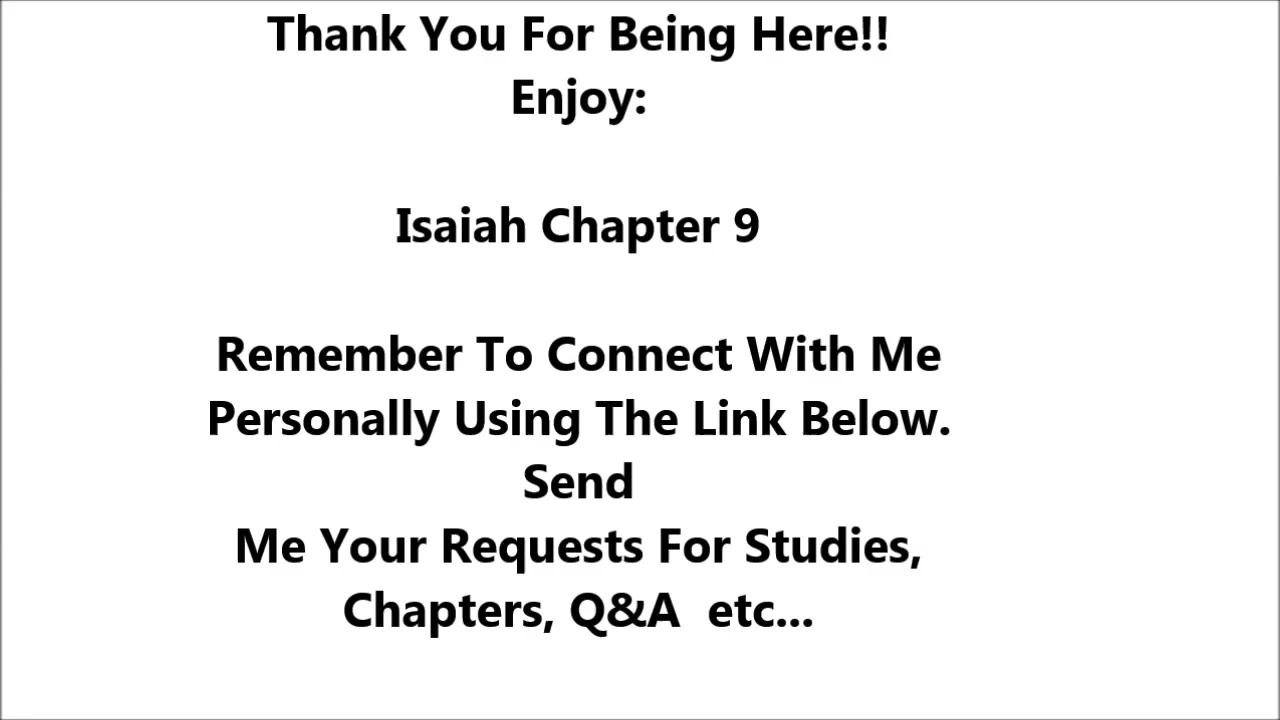 Thank You For Being Here!!
Enjoy:
Isaiah Chapter 9
Remember To Connect With Me
Personally Using The Link Below.
Send
Me Your Requests For Studies,
Chapters, Q&A  etc...